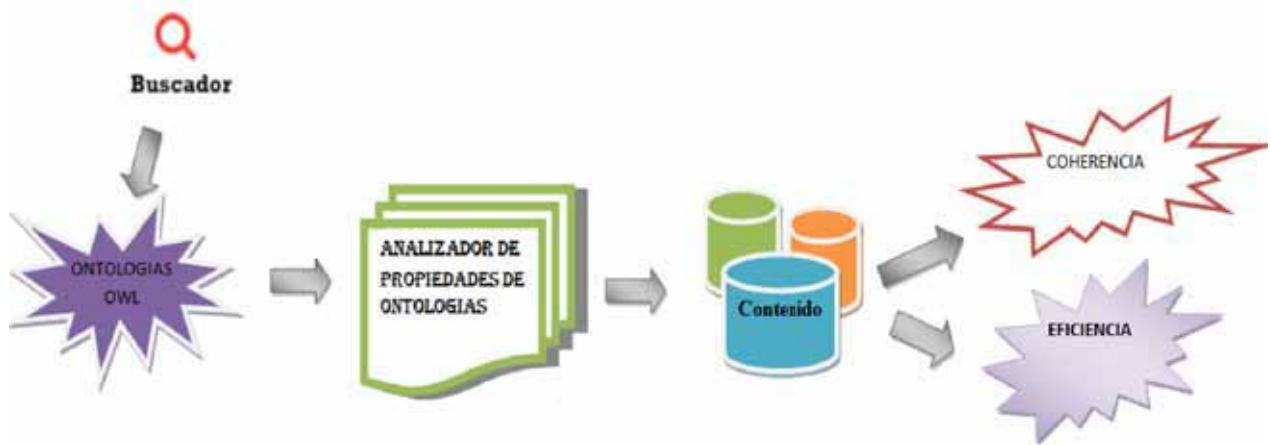 Buscador
ONTOLOGIAS
OWL
ANALIZADOR DE
PROPIEDADES DE
ONTOLOGIAS
Contenido
COHERENCIA
EFICIENCIA